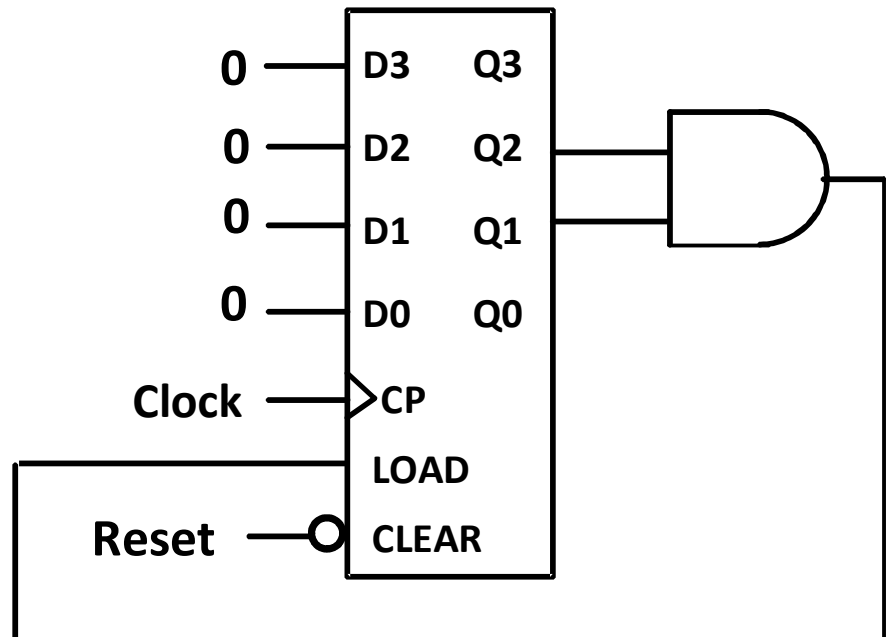 0 D3 Q3
0 D2 Q2
0 D1 Q1
0 D0 Q0
Clock CP
LOAD
Reset CLEAR